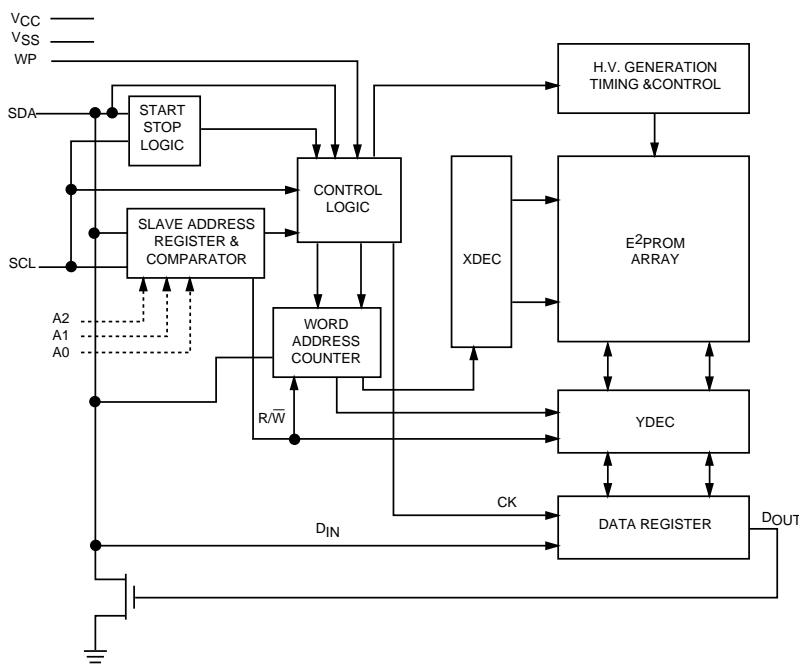 VCC
VSS
WP
H.V. GENERATION
TIMING &CONTROL
SDA
START
STOP
LOGIC
CONTROL
LOGIC
SLAVE ADDRESS
REGISTER &
COMPARATOR
SCL
XDEC
E²PROM
ARRAY
A2
A1
A0
WORD
ADDRESS
COUNTER
R/W̅
YDEC
CK
DIN
DATA REGISTER
DOUT